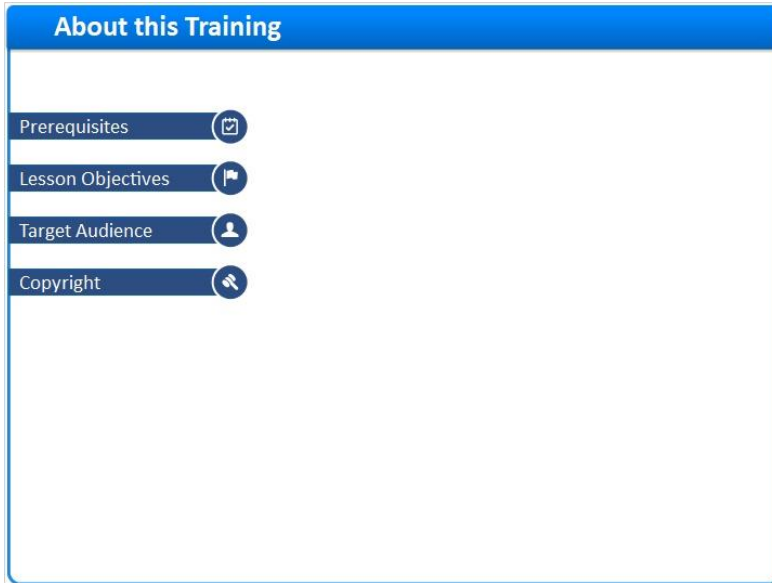 About this Training
Prerequisites
Lesson Objectives
Target Audience
Copyright